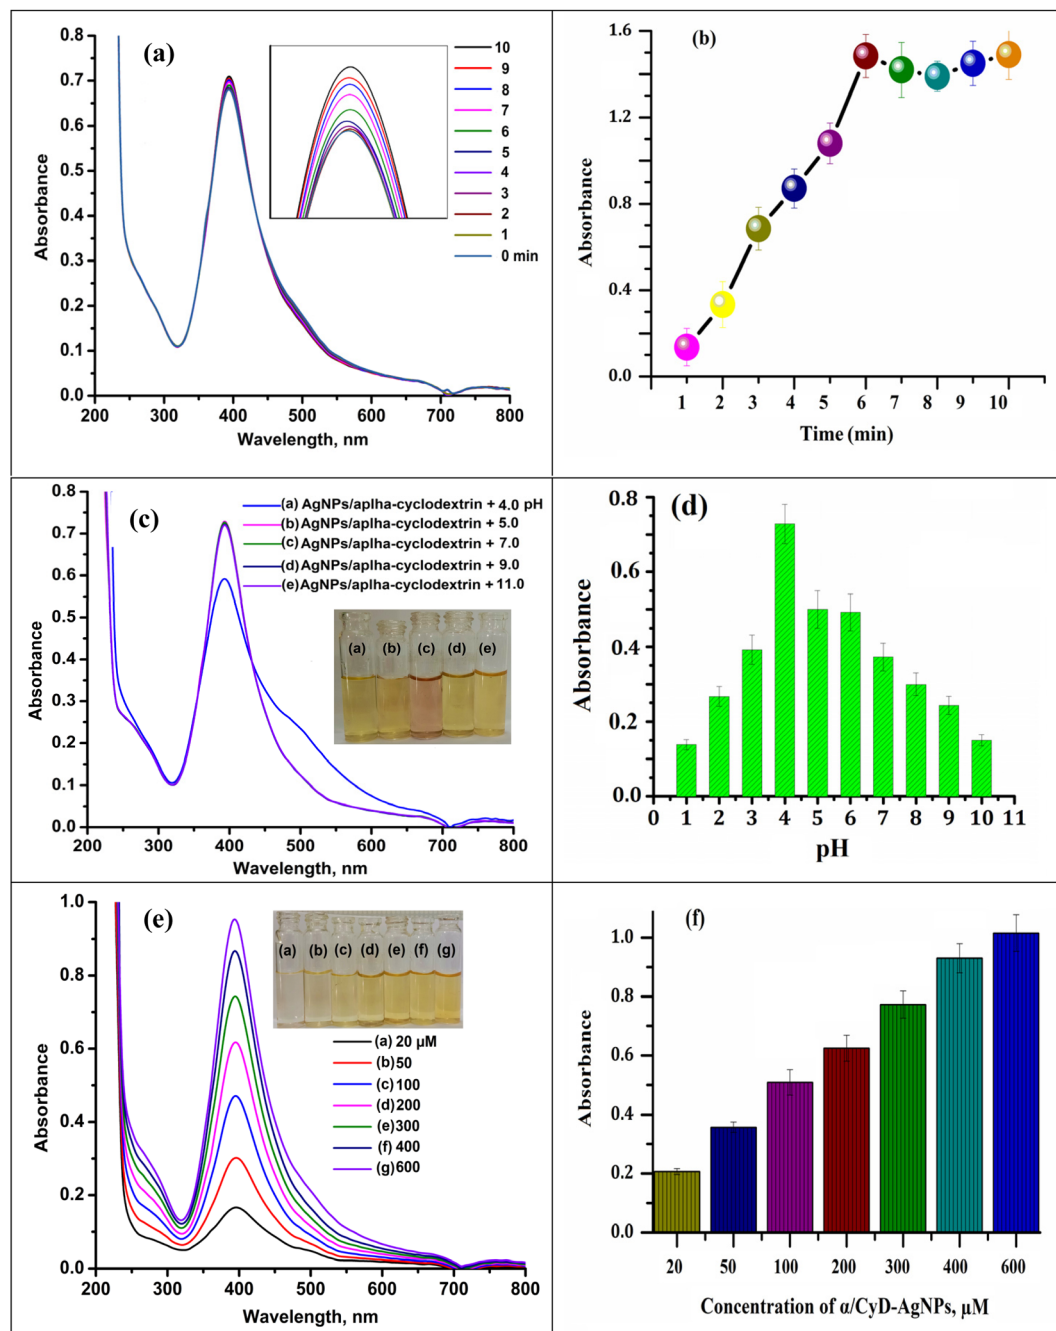 (a)
10
9
8
7
6
5
4
3
2
1
0 min
0.8
0.7
0.6
0.5
0.4
0.3
0.2
0.1
0.0
Absorbance
200 300 400 500 600 700 800
Wavelength, nm
(b)
1.6
1.2
0.8
0.4
0.0
Absorbance
1 2 3 4 5 6 7 8 9 10
Time (min)
(c)
(a) AgNPs/aplha-cyclodextrin + 4.0 pH
(b) AgNPs/aplha-cyclodextrin + 5.0
(c) AgNPs/aplha-cyclodextrin + 7.0
(d) AgNPs/aplha-cyclodextrin + 9.0
(e) AgNPs/aplha-cyclodextrin + 11.0
(a) (b) (c) (d) (e)
0.8
0.7
0.6
0.5
0.4
0.3
0.2
0.1
0.0
Absorbance
200 300 400 500 600 700 800
Wavelength, nm
(d)
0.8
0.6
0.4
0.2
0.0
Absorbance
0 1 2 3 4 5 6 7 8 9 10 11
pH
(e)
(a) (b) (c) (d) (e) (f) (g)
(a) 20 µM
(b) 50
(c) 100
(d) 200
(e) 300
(f) 400
(g) 600
1.0
0.8
0.6
0.4
0.2
0.0
Absorbance
200 300 400 500 600 700 800
Wavelength, nm
(f)
1.0
0.8
0.6
0.4
0.2
0.0
Absorbance
20 50 100 200 300 400 600
Concentration of α/CyD-AgNPs, µM